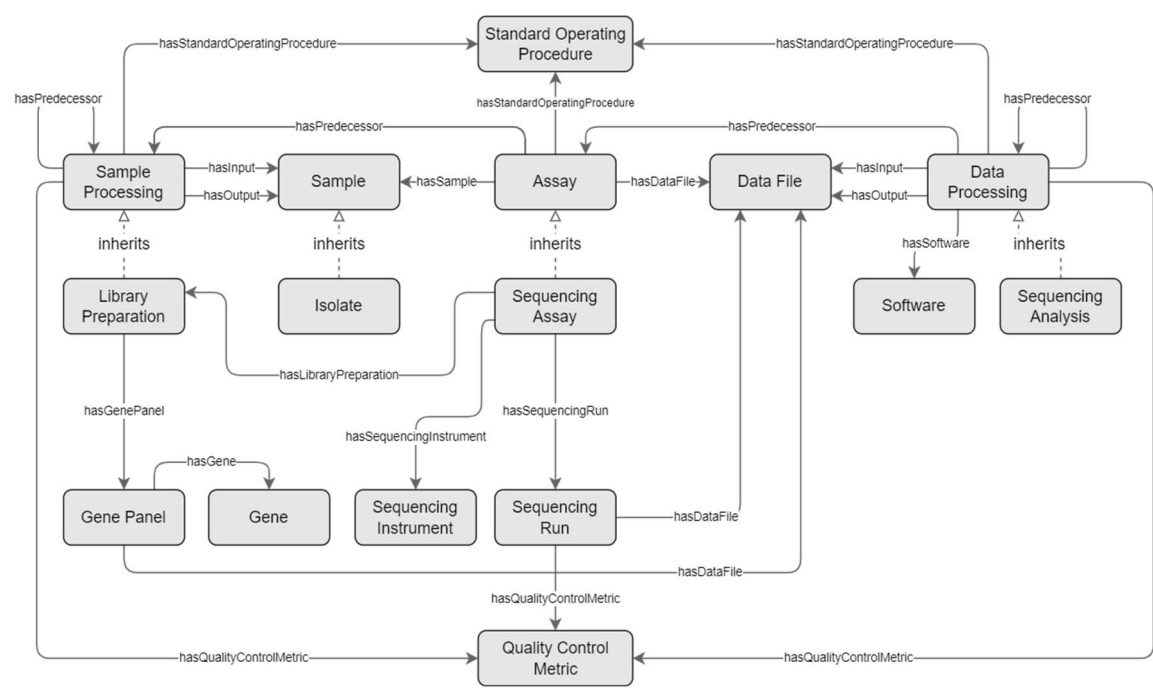 Standard Operating
Procedure
hasStandardOperatingProcedure
hasStandardOperatingProcedure
hasStandardOperatingProcedure
hasPredecessor
hasPredecessor
hasPredecessor
hasPredecessor
Sample
Processing
hasInput
hasOutput
Sample
hasSample
Assay
hasDataFile
Data File
hasInput
hasOutput
Data
Processing
inherits
inherits
inherits
hasSoftware
inherits
Library
Preparation
Isolate
Sequencing
Assay
Software
Sequencing
Analysis
hasLibraryPreparation
hasGenePanel
hasSequencingRun
hasSequencingInstrument
hasGene
Gene Panel
Gene
Sequencing
Instrument
Sequencing
Run
hasDataFile
hasDataFile
hasQualityControlMetric
Quality Control
Metric
hasQualityControlMetric
hasQualityControlMetric